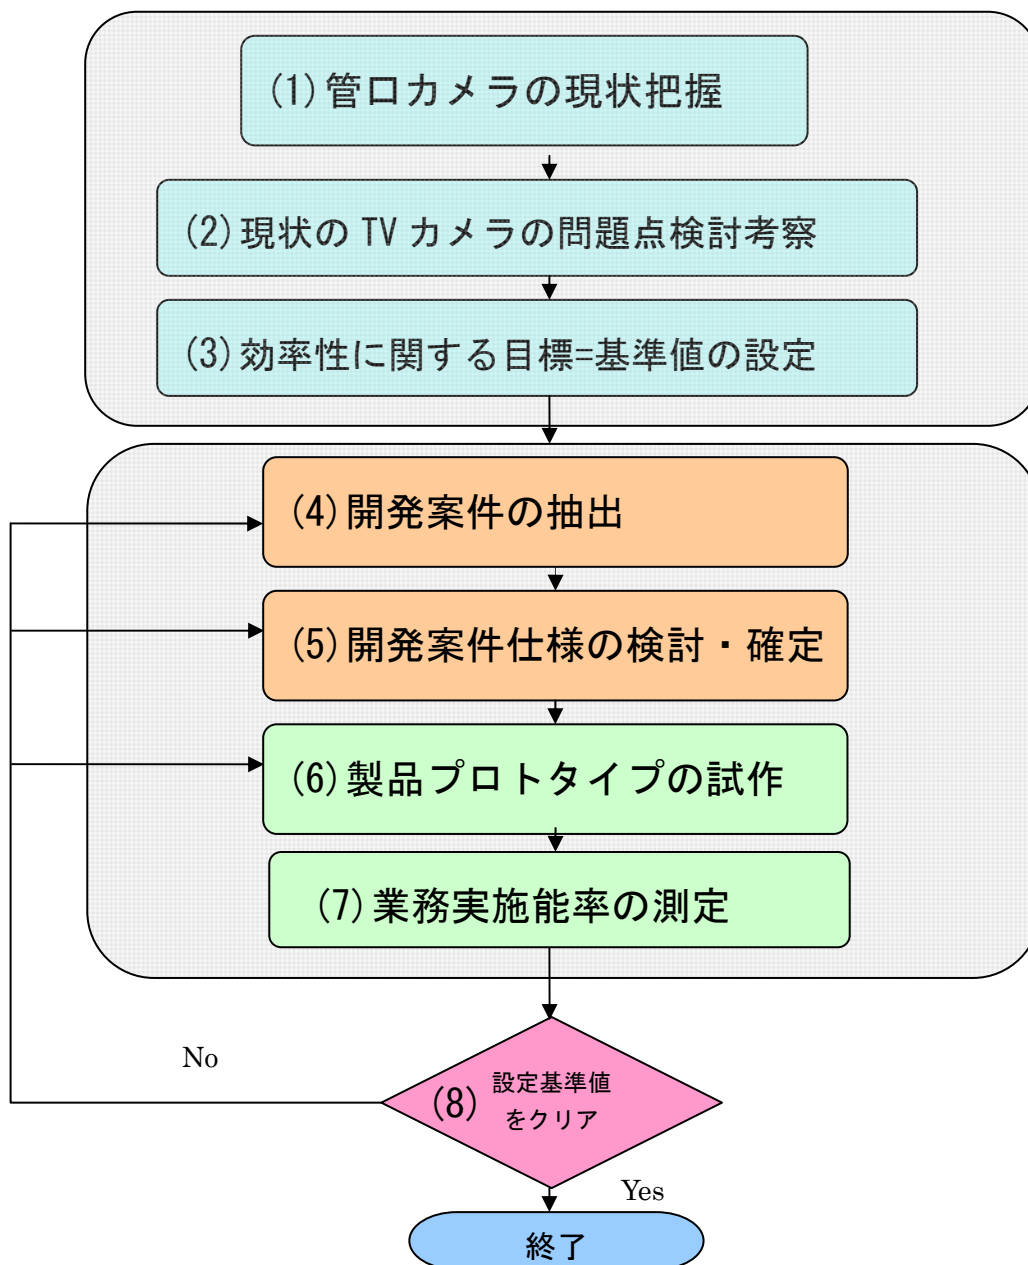 (1)管口カメラの現状把握
(2)現状の TV カメラの問題点検討考察
(3)効率性に関する目標=基準値の設定
(4)開発案件の抽出
(5)開発案件仕様の検討・確定
(6)製品プロトタイプの試作
(7)業務実施能率の測定
No
(8)
設定基準値
をクリア
Yes
終了